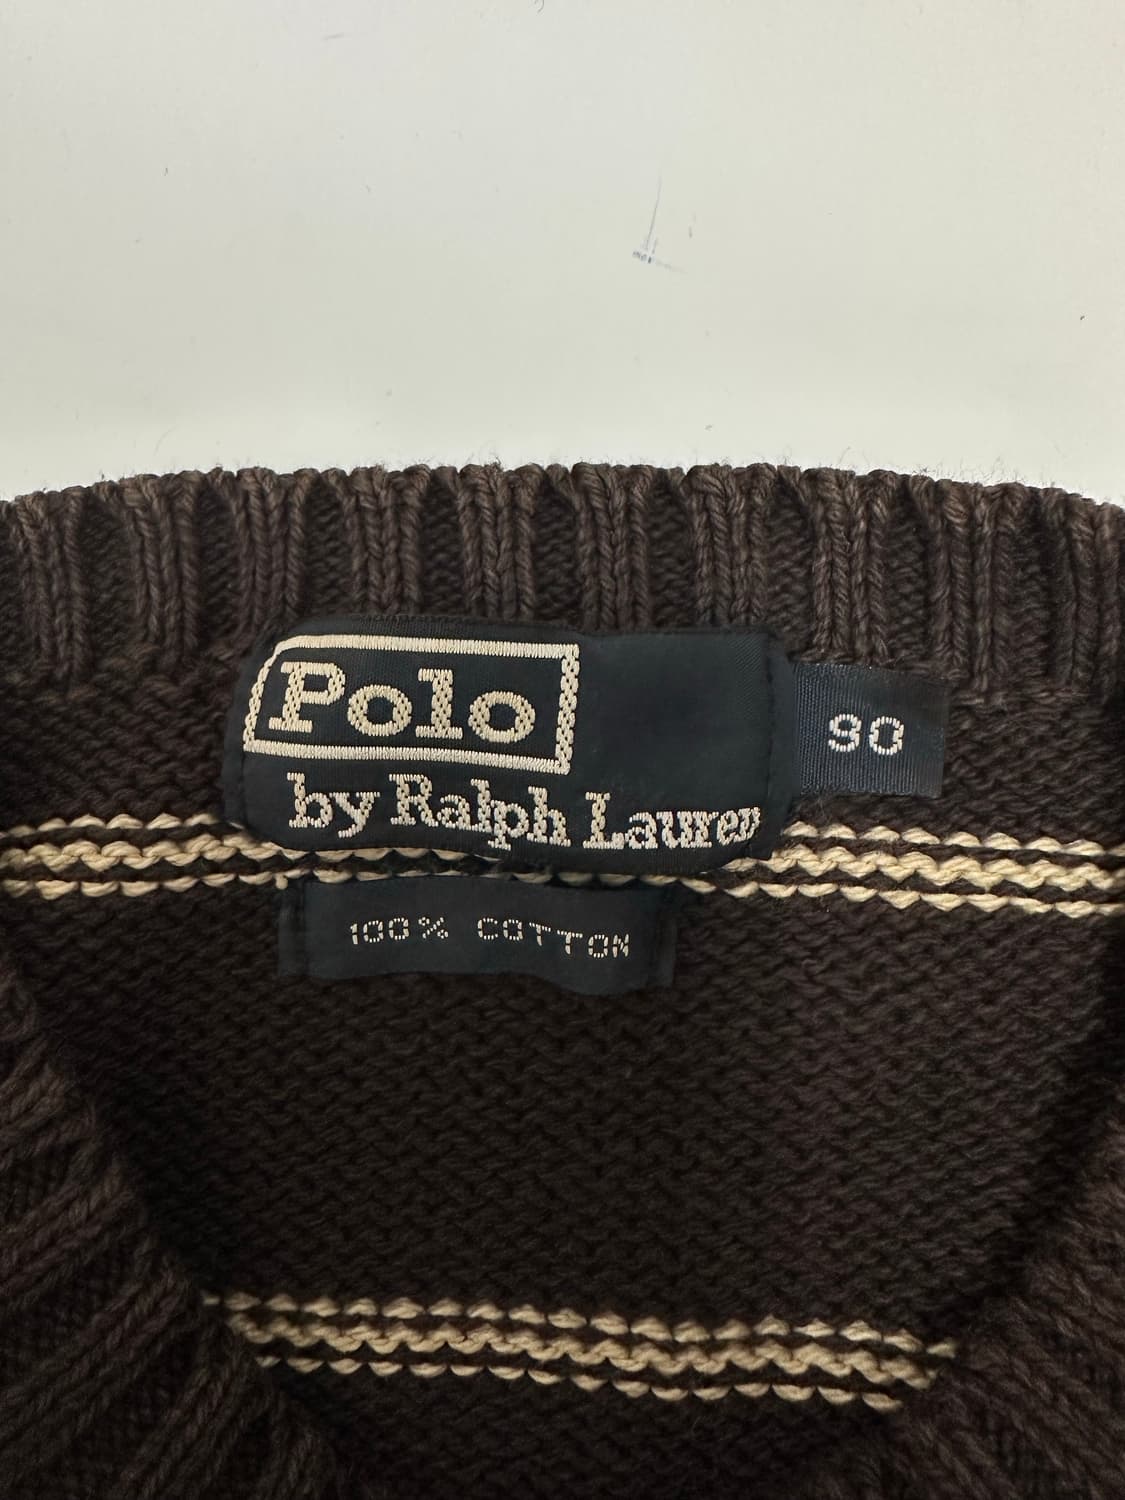 Polo
by Ralph Lauren
90
100% COTTON